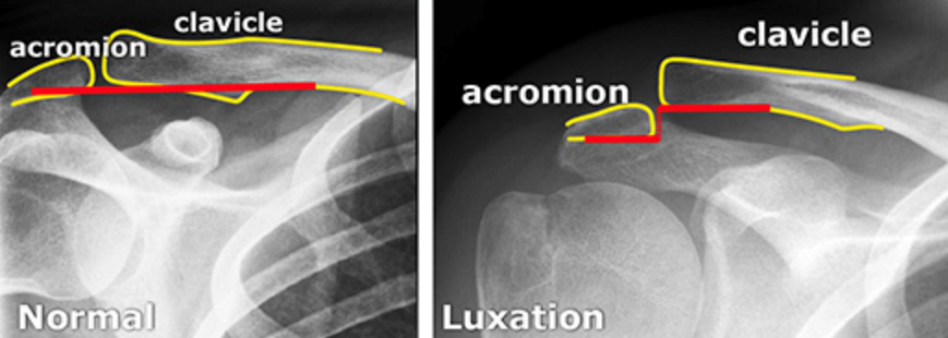 clavicle
acromion
Normal
clavicle
acromion
Luxation